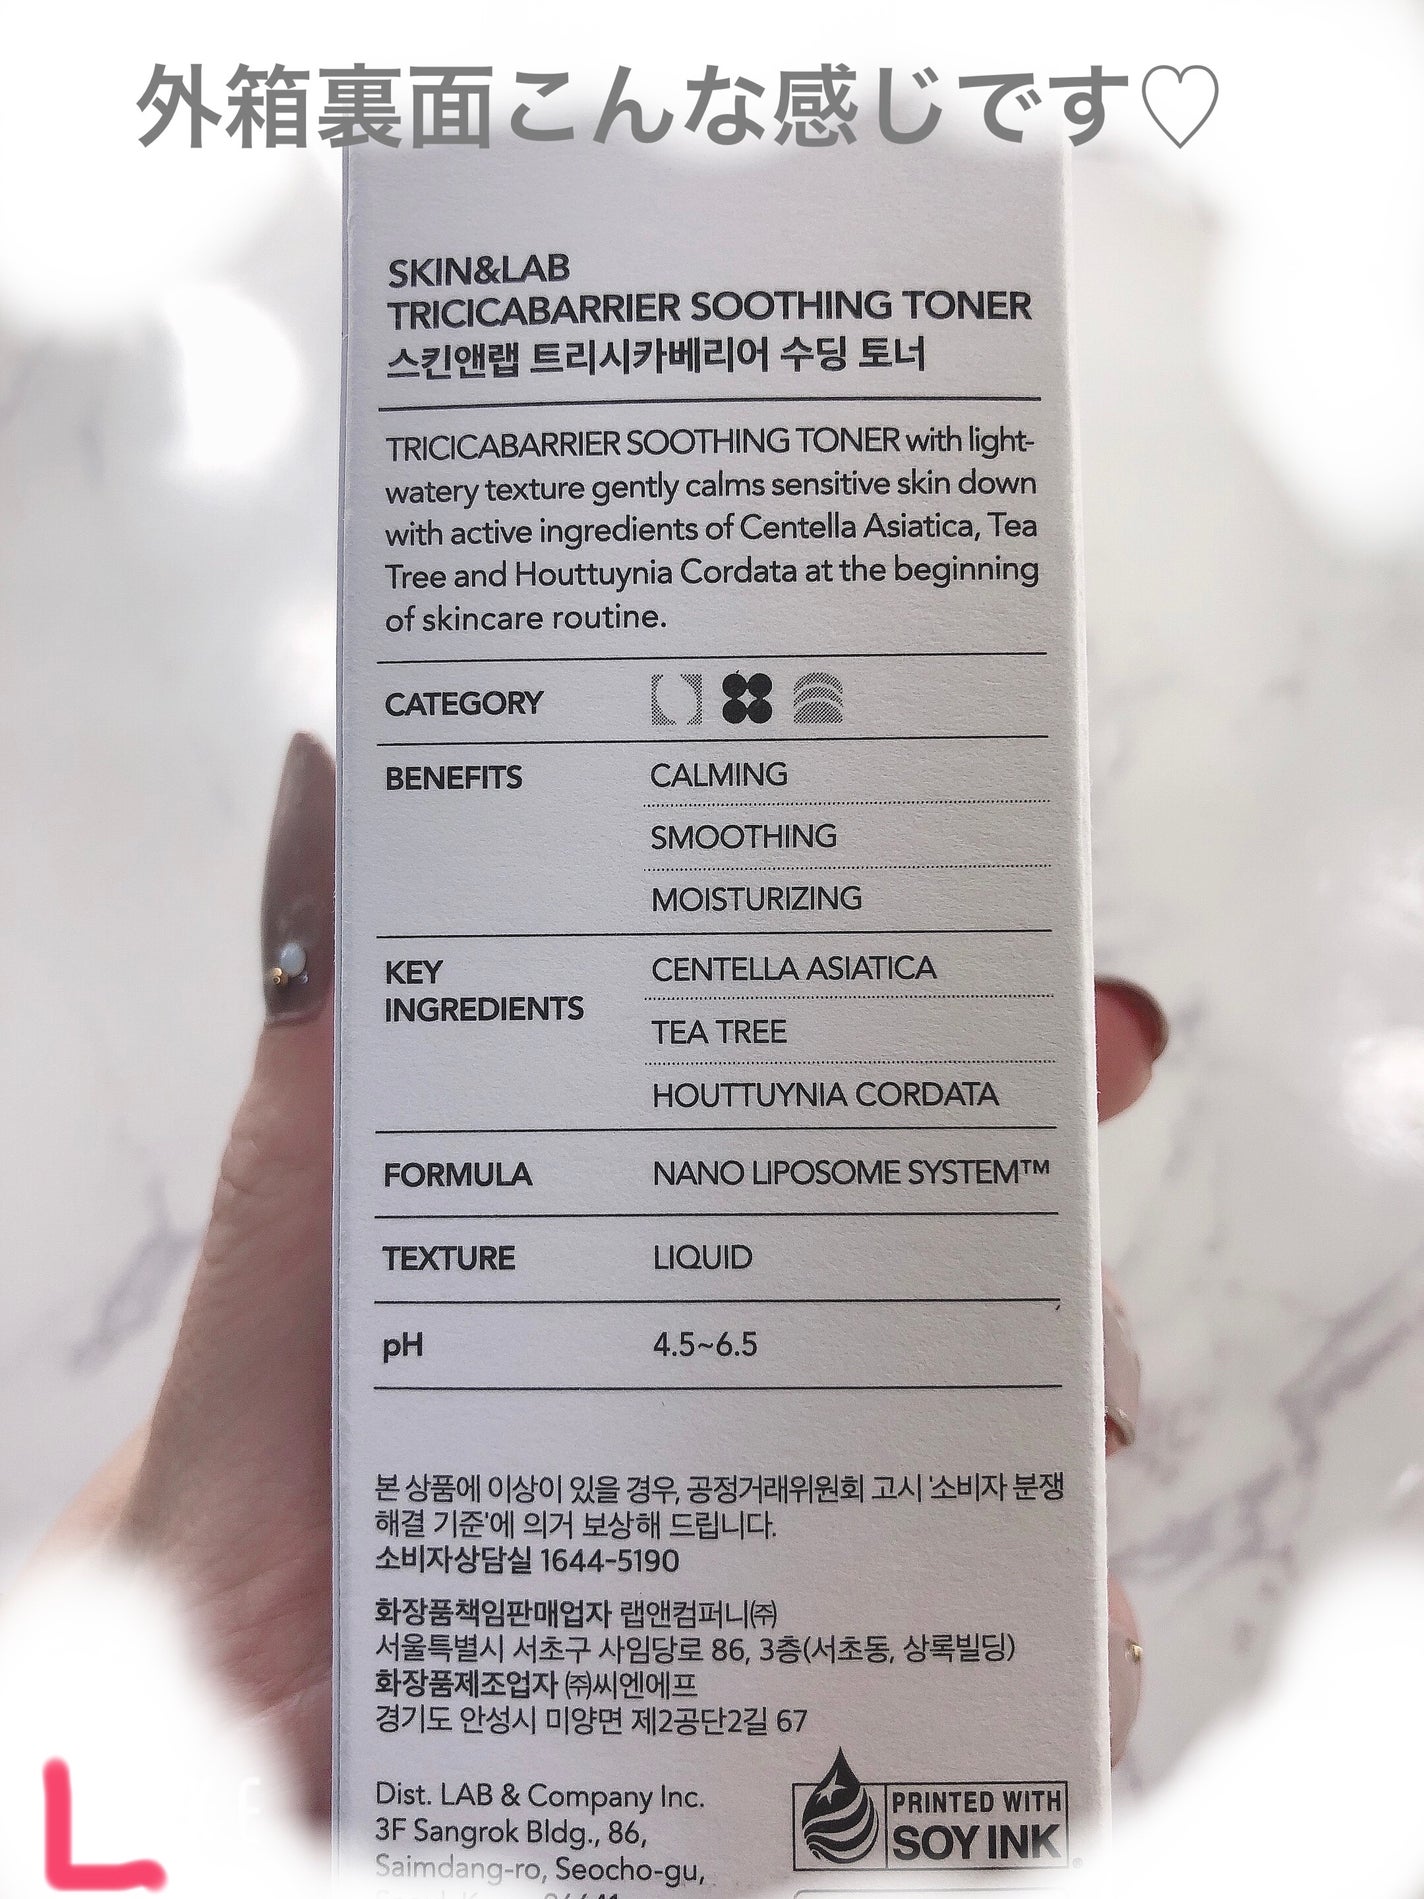 外箱裏面こんな感じです♡
SKIN&LAB
TRICICABARRIER SOOTHING TONER
스킨앤랩 트리시카베리어 수딩 토너
TRICICABARRIER SOOTHING TONER with light-
watery texture gently calms sensitive skin down
with active ingredients of Centella Asiatica, Tea
Tree and Houttuynia Cordata at the beginning
of skincare routine.
CATEGORY
BENEFITS CALMING
SMOOTHING
MOISTURIZING
KEY
INGREDIENTS
CENTELLA ASIATICA
TEA TREE
HOUTTUYNIA CORDATA
FORMULA NANO LIPOSOME SYSTEM™
TEXTURE LIQUID
pH 4.5~6.5
본 상품에 이상이 있을 경우, 공정거래위원회 고시 '소비자 분쟁
해결 기준'에 의거 보상해 드립니다.
소비자상담실 1644-5190
화장품책임판매업자 랩앤컴퍼니㈜
서울특별시 서초구 사임당로 86, 3층(서초동, 상록빌딩)
화장품제조업자 ㈜씨엔에프
경기도 안성시 미양면 제2공단2길 67
Dist. LAB & Company Inc.
3F Sangrok Bldg., 86,
Saimdang-ro, Seocho-gu,
PRINTED WITH
SOY INK
L